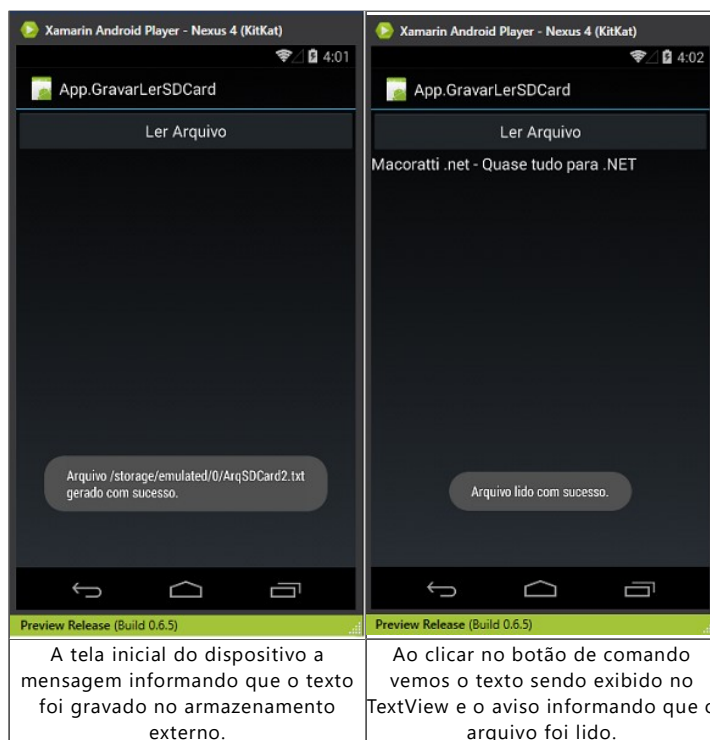 Xamarin Android Player - Nexus 4 (KitKat)
4:01
App.GravarLerSDCard
Ler Arquivo
Arquivo /storage/emulated/0/ArqSDCard2.txt
gerado com sucesso.
Preview Release (Build 0.6.5)
A tela inicial do dispositivo a
mensagem informando que o texto
foi gravado no armazenamento
externo.
Xamarin Android Player - Nexus 4 (KitKat)
4:02
App.GravarLerSDCard
Ler Arquivo
Macoratti .net - Quase tudo para .NET
Arquivo lido com sucesso.
Preview Release (Build 0.6.5)
Ao clicar no botão de comando
vemos o texto sendo exibido no
TextView e o aviso informando que o
arquivo foi lido.